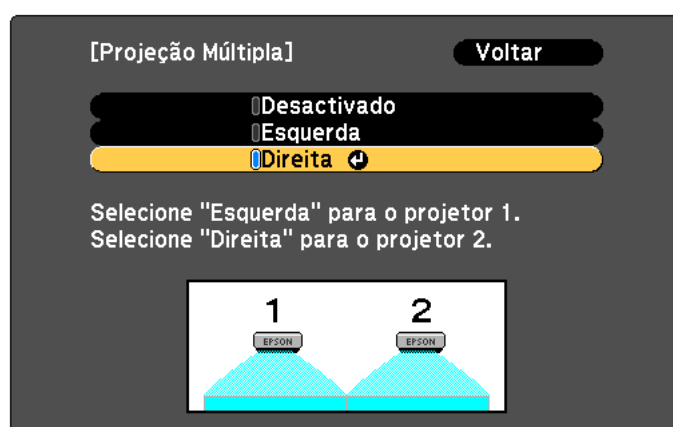 [Projeção Múltipla]
Voltar
Desactivado
Esquerda
Direita
Selecione "Esquerda" para o projetor 1.
Selecione "Direita" para o projetor 2.
1 2
EPSON EPSON